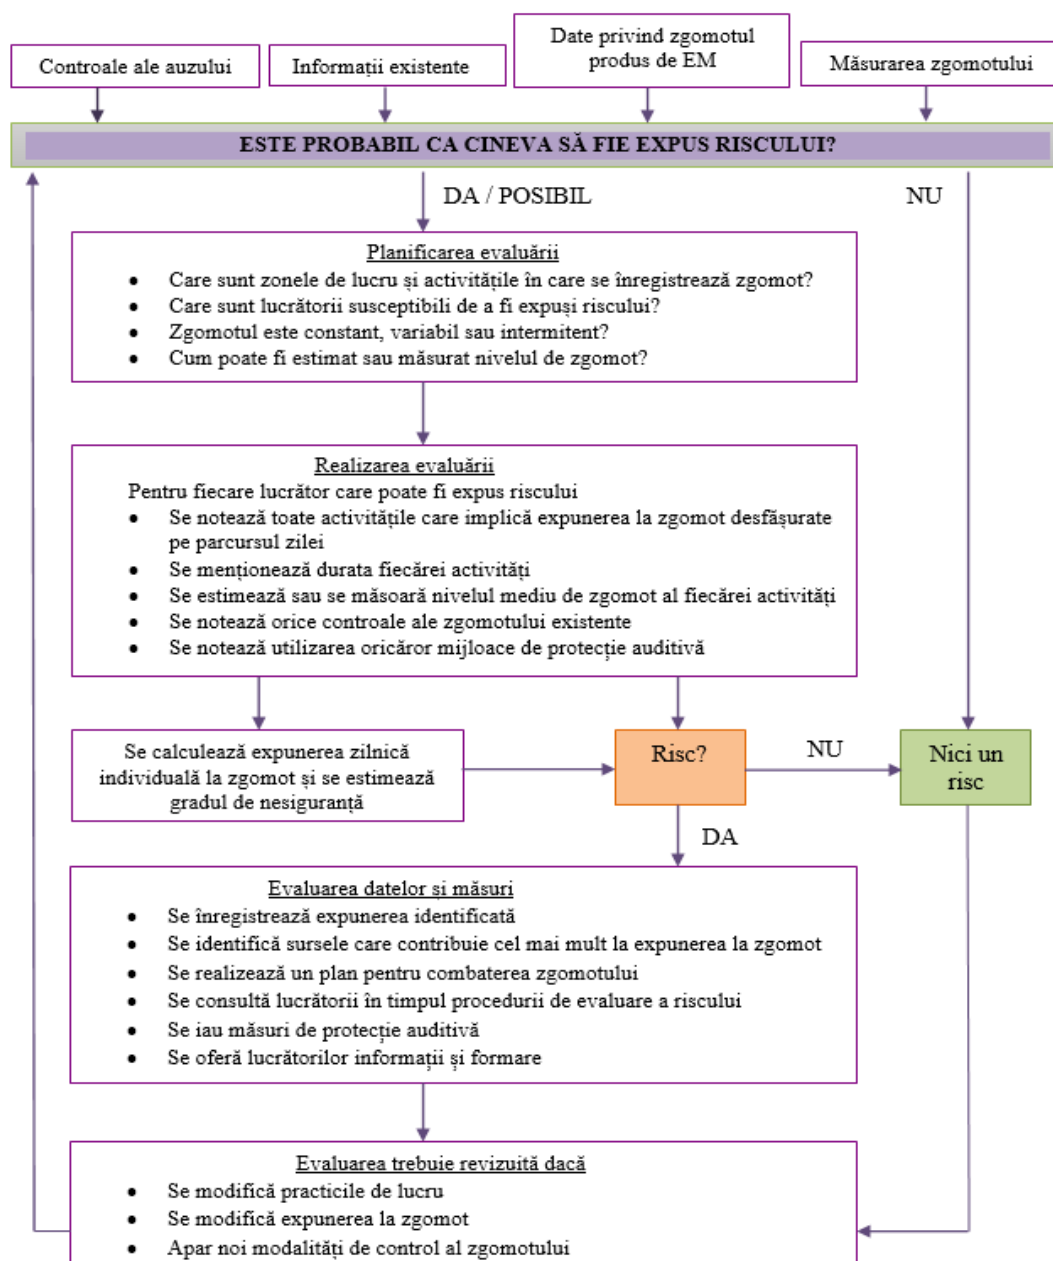 Controale ale auzului
Informații existente
Date privind zgomotul
produs de EM
Măsurarea zgomotului
ESTE PROBABIL CA CINEVA SĂ FIE EXPUS RISCULUI?
DA / POSIBIL
NU
Planificarea evaluării
• Care sunt zonele de lucru și activitățile în care se înregistrează zgomot?
• Care sunt lucrătorii susceptibili de a fi expuși riscului?
• Zgomotul este constant, variabil sau intermitent?
• Cum poate fi estimat sau măsurat nivelul de zgomot?
Realizarea evaluării
Pentru fiecare lucrător care poate fi expus riscului
• Se notează toate activitățile care implică expunerea la zgomot desfășurate
pe parcursul zilei
• Se menționează durata fiecărei activități
• Se estimează sau se măsoară nivelul mediu de zgomot al fiecărei activități
• Se notează orice controale ale zgomotului existente
• Se notează utilizarea oricăror mijloace de protecție auditivă
Se calculează expunerea zilnică
individuală la zgomot și se estimează
gradul de nesiguranță
Risc?
NU
Nici un
risc
DA
Evaluarea datelor și măsuri
• Se înregistrează expunerea identificată
• Se identifică sursele care contribuie cel mai mult la expunerea la zgomot
• Se realizează un plan pentru combaterea zgomotului
• Se consultă lucrătorii în timpul procedurii de evaluare a riscului
• Se iau măsuri de protecție auditivă
• Se oferă lucrătorilor informații și formare
Evaluarea trebuie revizuită dacă
• Se modifică practicile de lucru
• Se modifică expunerea la zgomot
• Apar noi modalități de control al zgomotului